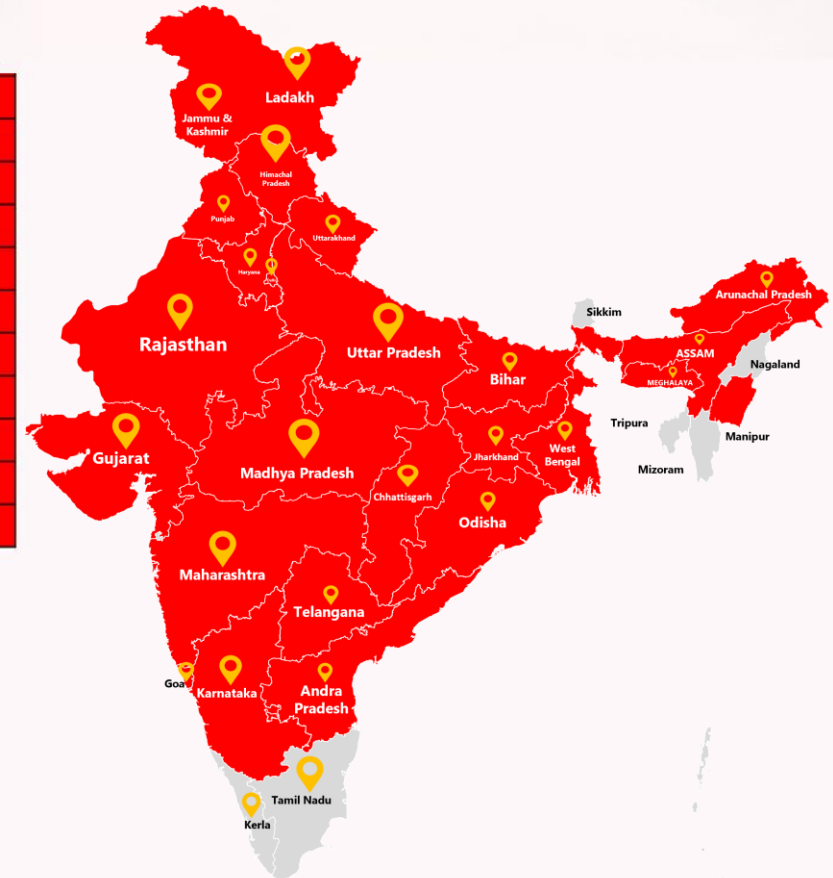 Ladakh
Jammu &
Kashmir
Himachal
Pradesh
Punjab
Uttarakhand
Haryana
Arunachal Pradesh
Sikkim
Rajasthan
Uttar Pradesh
ASSAM
Nagaland
Bihar
MEGHALAYA
Tripura
Manipur
Gujarat
Madhya Pradesh
Jharkhand
West
Bengal
Mizoram
Chhattisgarh
Odisha
Maharashtra
Telangana
Goa
Karnataka
Andra
Pradesh
Tamil Nadu
Kerla